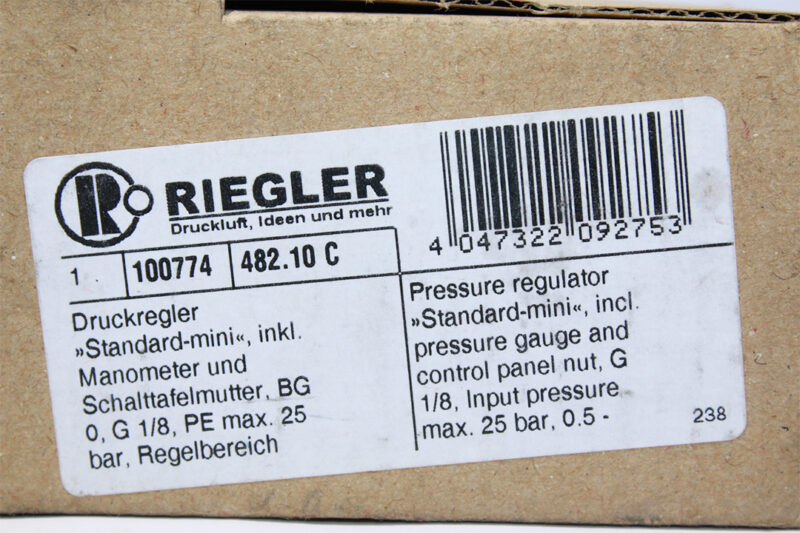 R
RIEGLER
Druckluft, Ideen und mehr
4 047322 092753
1 100774 482.10 C
Druckregler
»Standard-mini«, inkl.
Manometer und
Schalttafelmutter, BG
0, G 1/8, PE max. 25
bar, Regelbereich
Pressure regulator
»Standard-mini«, incl.
pressure gauge and
control panel nut, G
1/8, Input pressure
max. 25 bar, 0.5 -
238